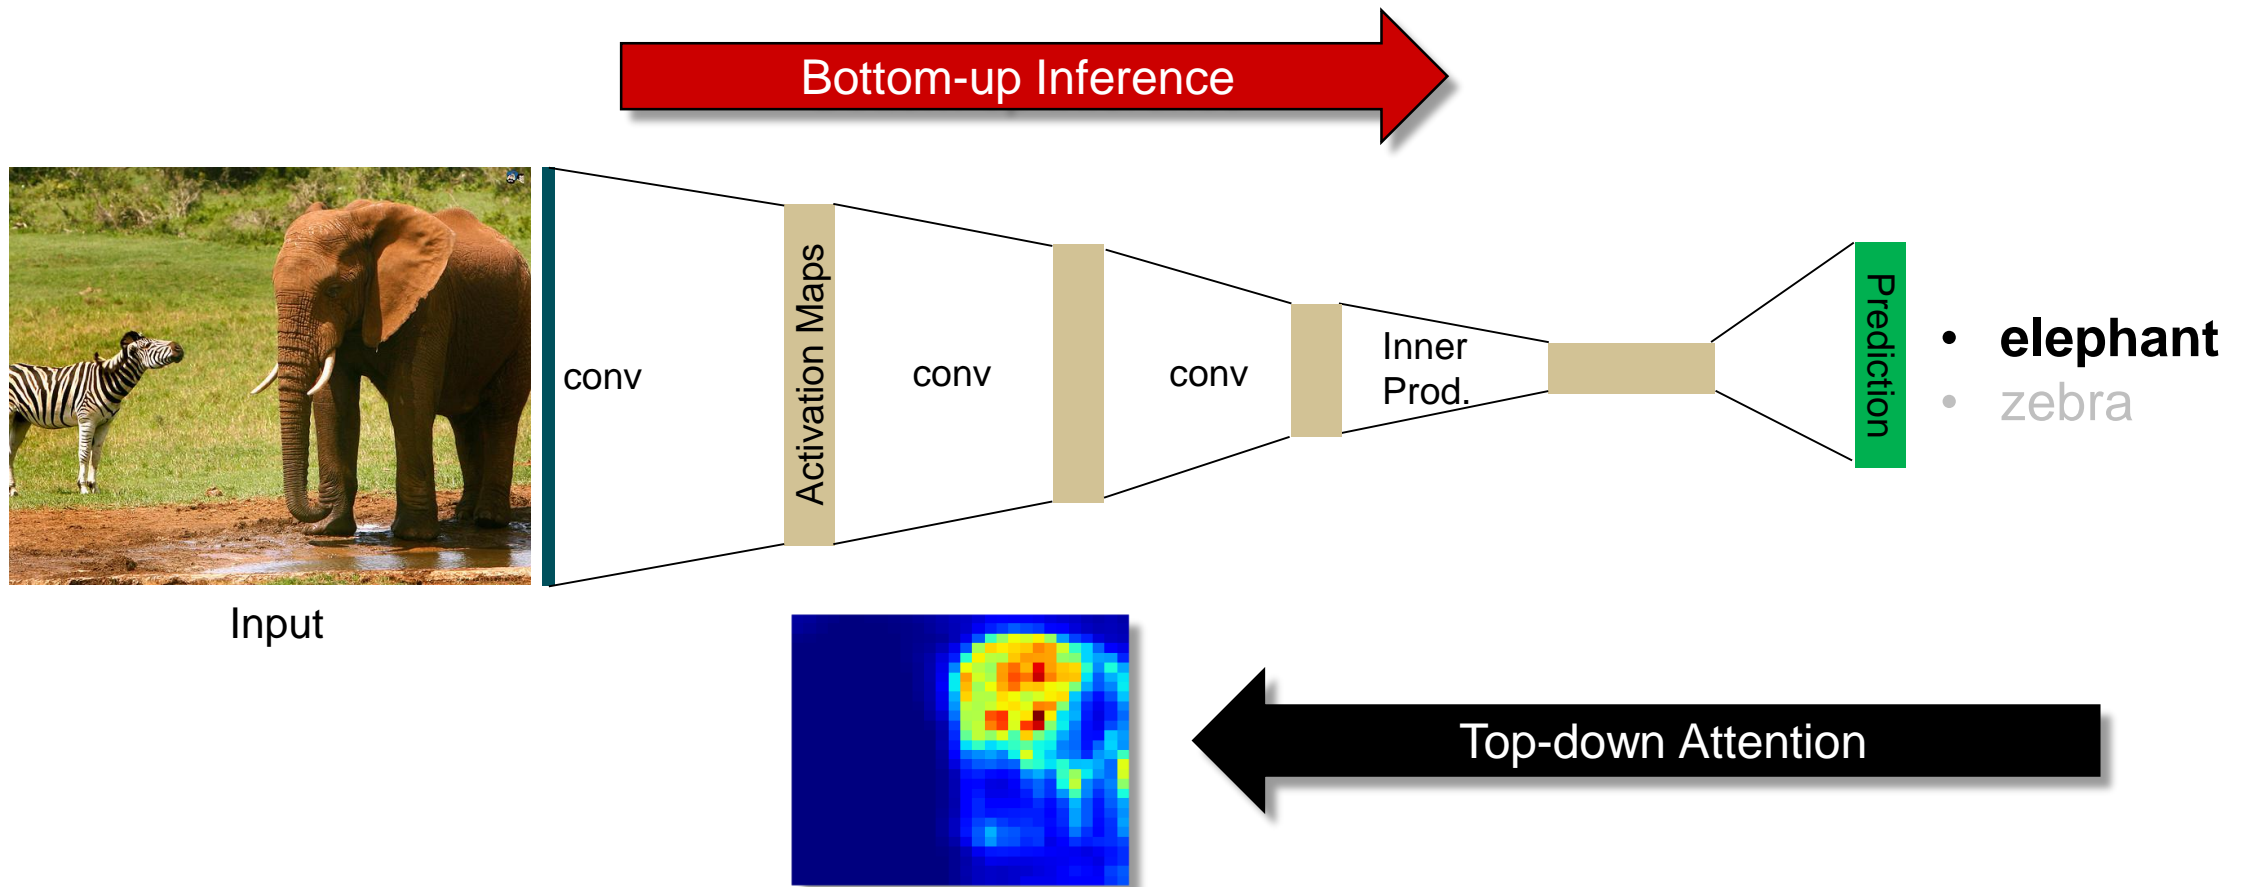 Bottom-up Inference
conv
Activation Maps
conv
conv
Inner
Prod.
Prediction
• elephant
• zebra
Input
Top-down Attention